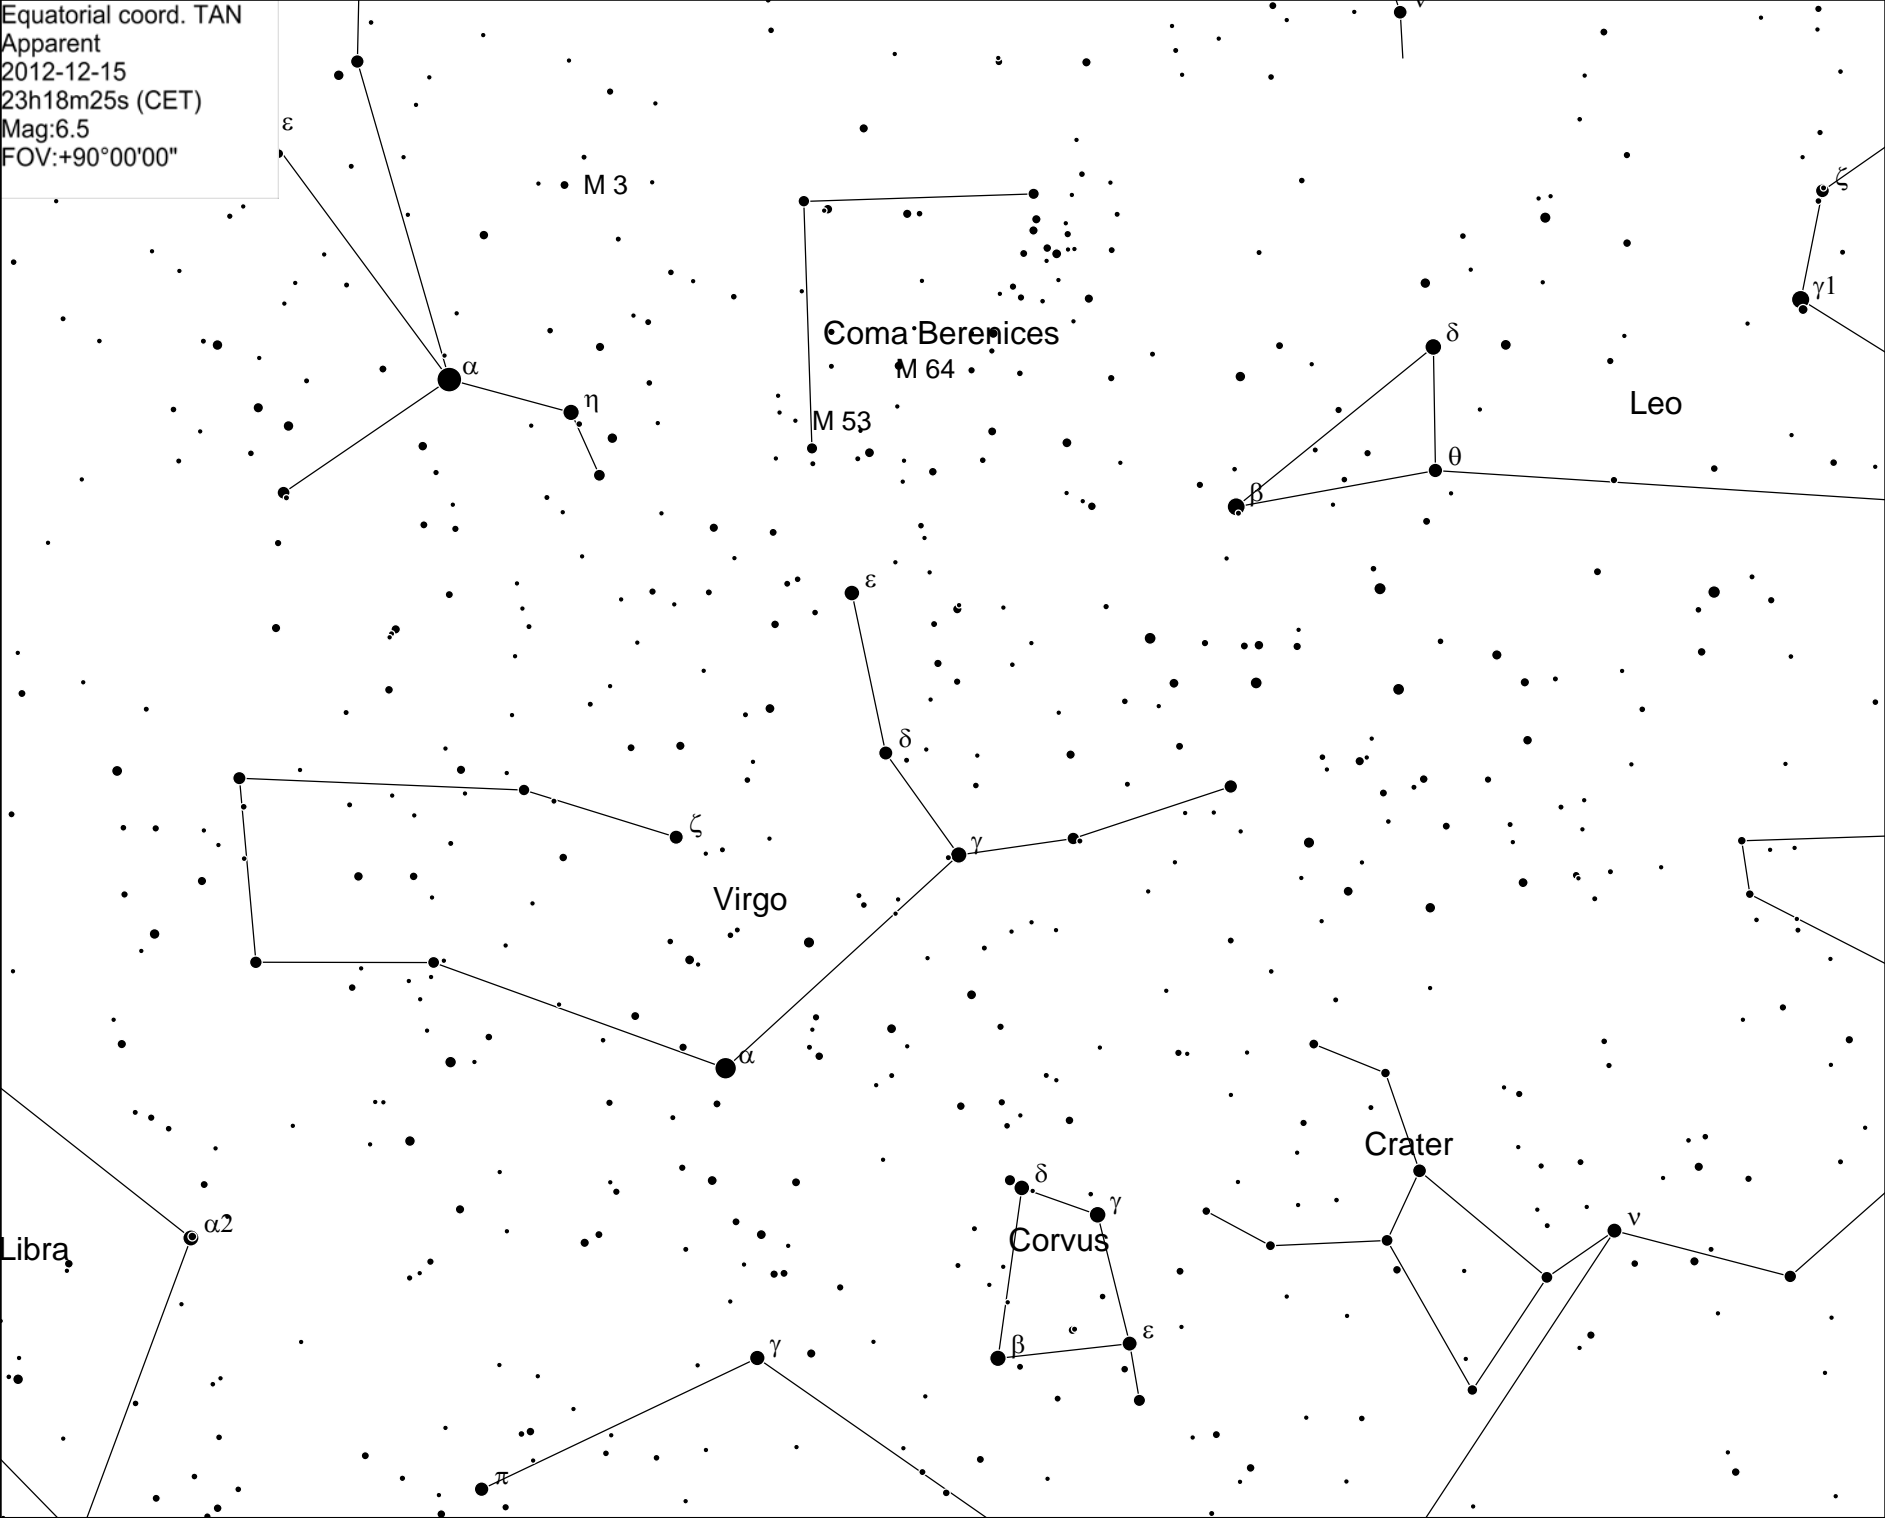 Equatorial coord. TAN
Apparent
2012-12-15
23h18m25s (CET)
Mag:6.5
FOV:+90°00'00"
ε
M 3
ζ
γ1
Coma Berenices
δ
M 64
α
η
Leo
M 53
θ
β
ε
δ
ζ
γ
Virgo
α
Crater
δ
γ
α2
ν
Corvus
Libra
ε
β
γ
π